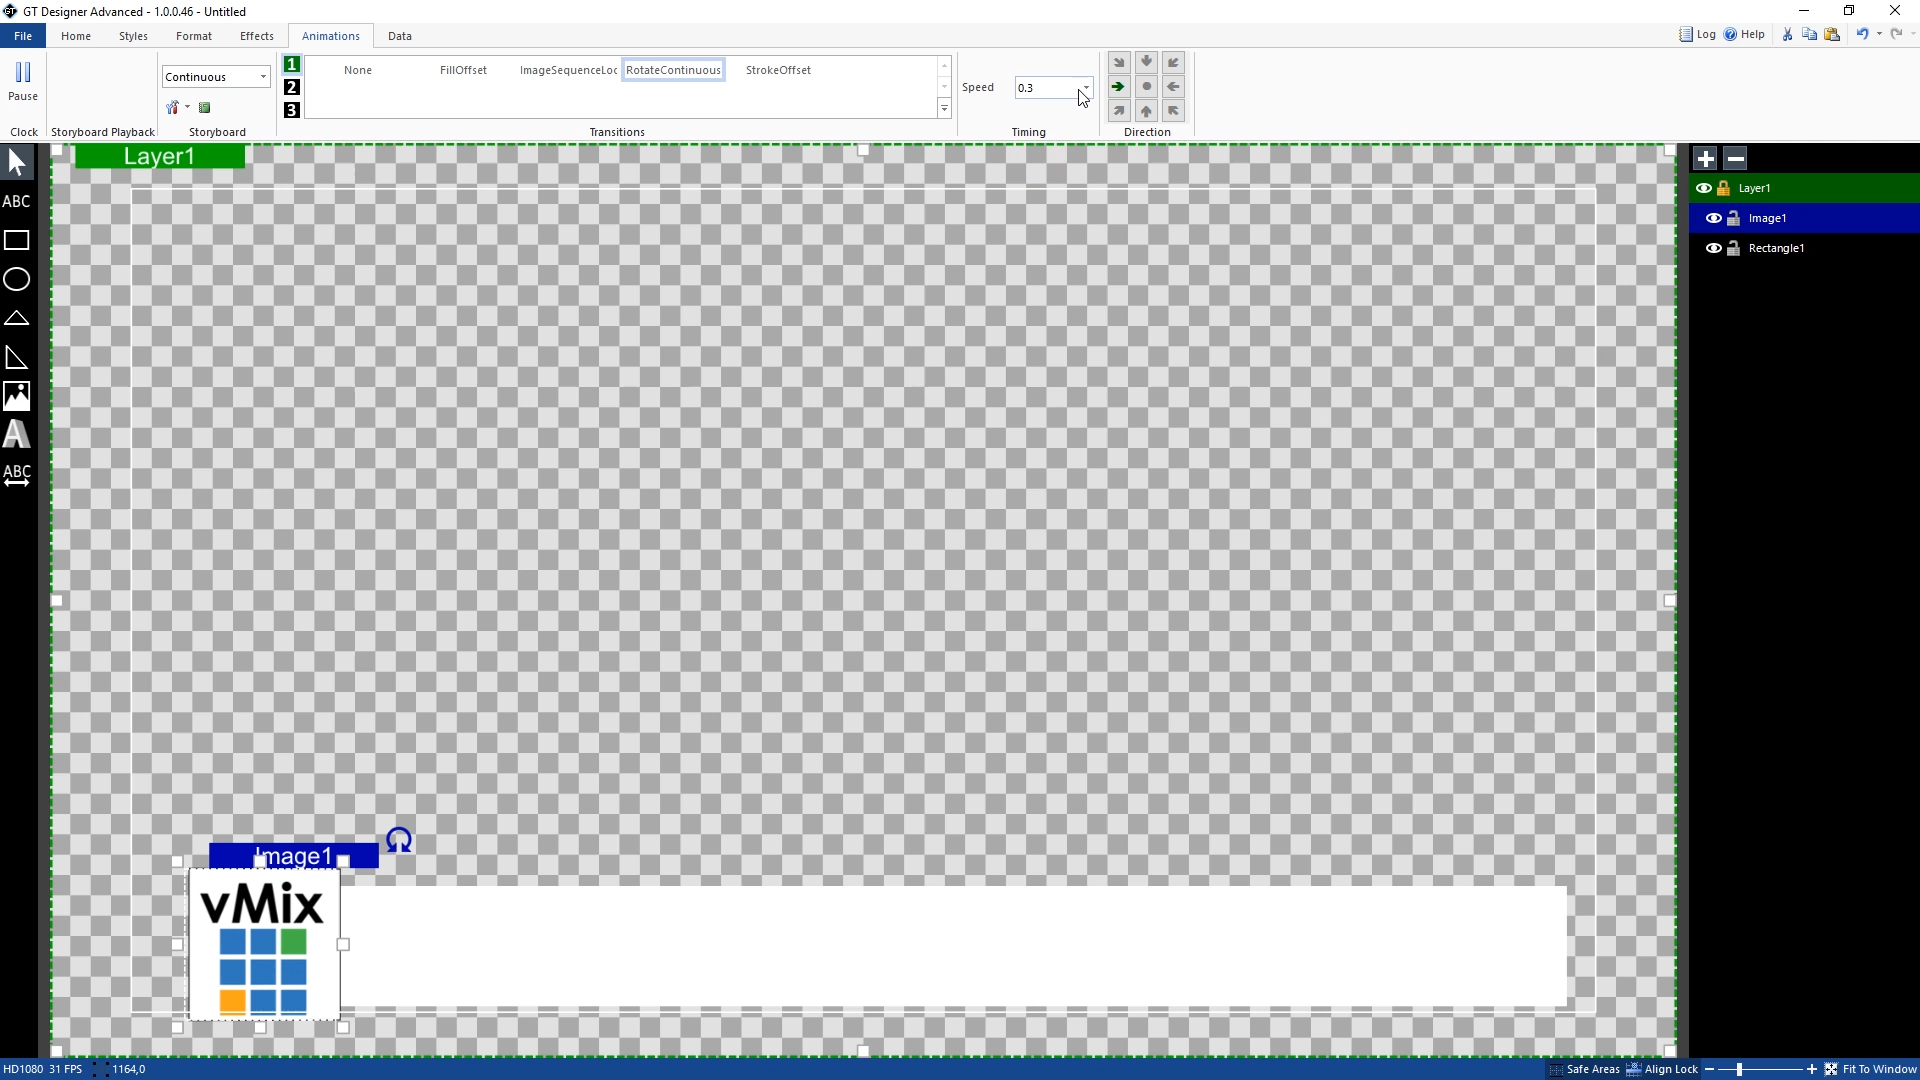 GT Designer Advanced - 1.0.0.46 - Untitled
File Home Styles Format Effects Animations Data Log Help
Continuous 1 None FillOffset ImageSequenceLoc RotateContinuous StrokeOffset
2 Speed 0.3
Pause
3
Clock Storyboard Playback Storyboard Transitions Timing Direction
Layer1
Layer1
ABC
Image1
Rectangle1
A
ABC
Image1
vMix
HD1080 31 FPS 1164,0 Safe Areas Align Lock Fit To Window